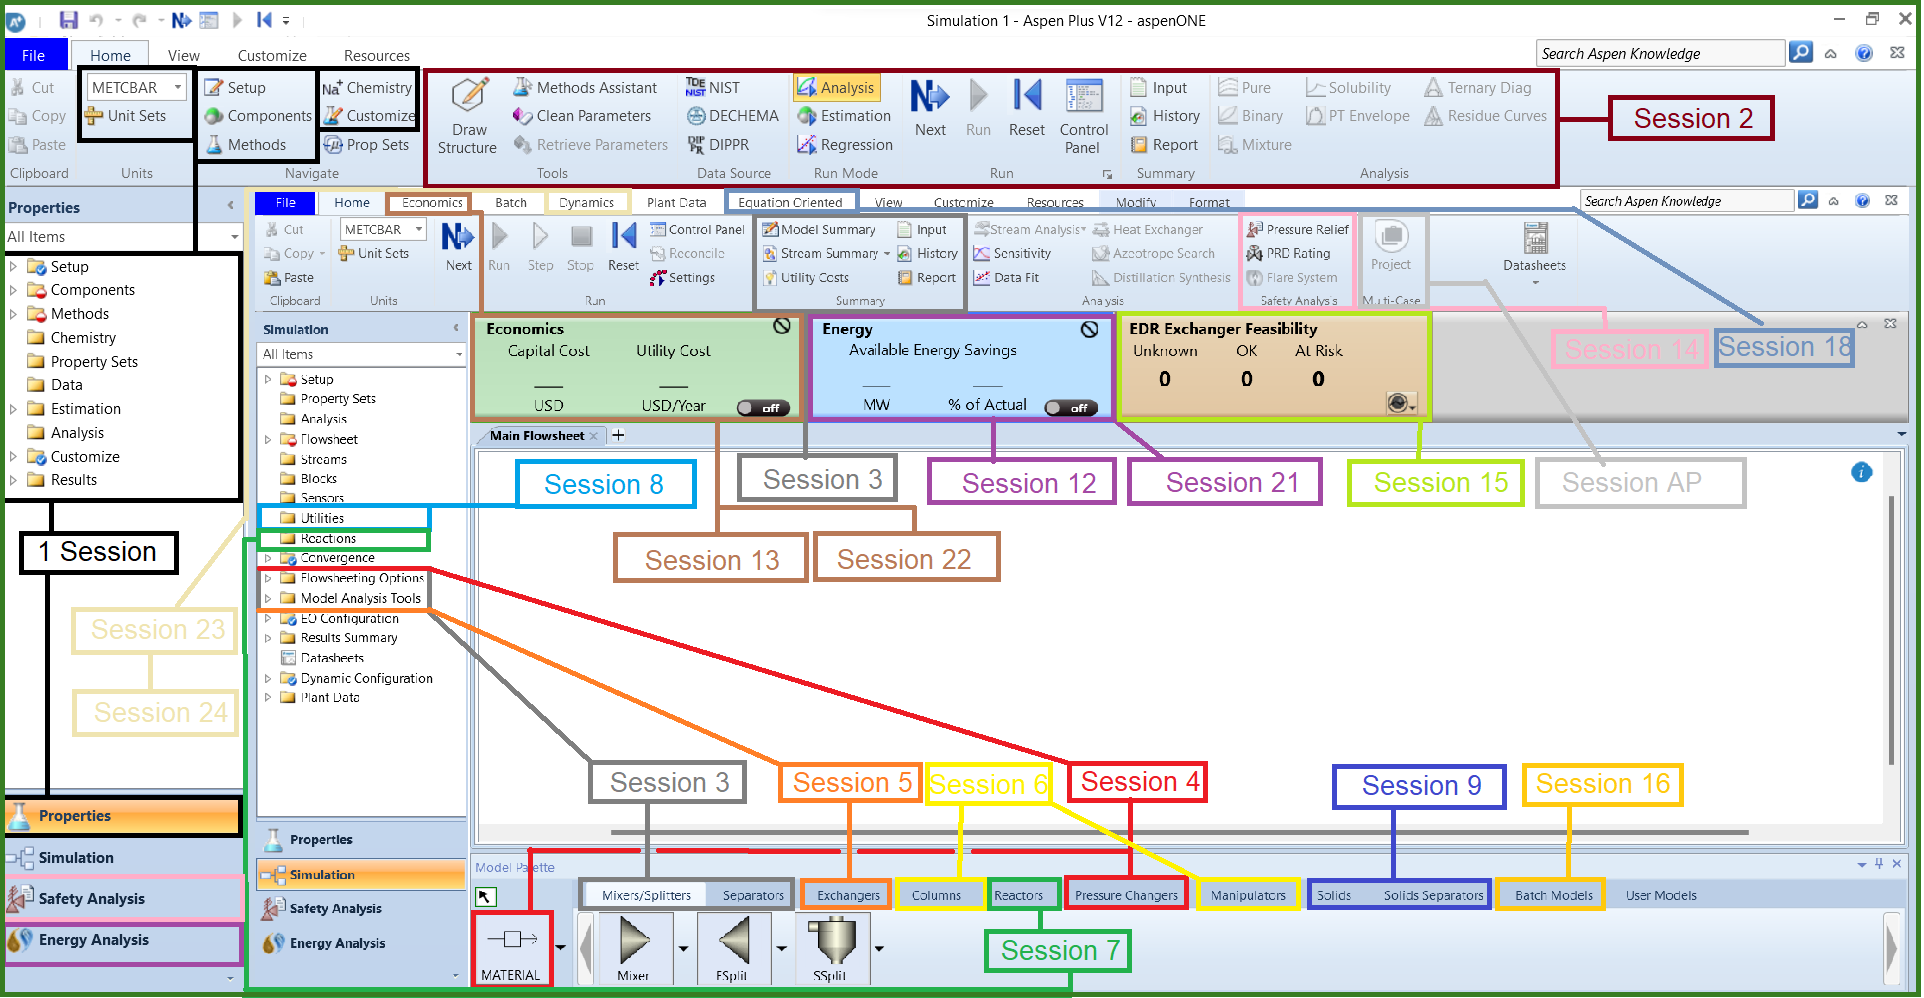 Simulation 1 - Aspen Plus V12 - aspenONE
File Home View Customize Resources
Search Aspen Knowledge
Cut
Copy
Paste
Clipboard
METCBAR
Unit Sets
Units
Setup
Components
Methods
Na+ Chemistry
Customize
Prop Sets
Navigate
Draw
Structure
Methods Assistant
Clean Parameters
Retrieve Parameters
Tools
TDE
NIST NIST
DECHEMA
DIP
PR DIPPR
Data Source
Analysis
Estimation
Regression
Run Mode
Next
Run
Reset
Control
Panel
Run
Input
History
Report
Summary
Pure
Binary
Mixture
Solubility
PT Envelope
Ternary Diag
Residue Curves
Analysis
Session 2
Properties
All Items
Setup
Components
Methods
Chemistry
Property Sets
Data
Estimation
Analysis
Customize
Results
1 Session
Session 23
Session 24
Properties
Simulation
Safety Analysis
Energy Analysis
File Home Economics Batch Dynamics Plant Data Equation Oriented View Customize Resources Modify Format
Search Aspen Knowledge
Cut
Copy
Paste
Clipboard
METCBAR
Unit Sets
Units
Next
Run
Step
Stop
Reset
Control Panel
Reconcile
Settings
Run
Model Summary
Stream Summary
Utility Costs
Input
History
Report
Summary
Stream Analysis
Sensitivity
Data Fit
Heat Exchanger
Azeotrope Search
Distillation Synthesis
Analysis
Pressure Relief
PRD Rating
Flare System
Safety Analysis
Project
Multi-Case
Datasheets
Simulation
All Items
Setup
Property Sets
Analysis
Flowsheet
Streams
Blocks
Sensors
Utilities
Reactions
Convergence
Flowsheeting Options
Model Analysis Tools
EO Configuration
Results Summary
Datasheets
Dynamic Configuration
Plant Data
Properties
Simulation
Safety Analysis
Energy Analysis
Economics
Capital Cost Utility Cost
USD USD/Year off
Energy
Available Energy Savings
MW % of Actual off
EDR Exchanger Feasibility
Unknown OK At Risk
0 0 0
Session 14
Session 18
Main Flowsheet
Session 8
Session 3
Session 12
Session 21
Session 15
Session AP
Session 13
Session 22
Session 3
Session 5
Session 6
Session 4
Session 9
Session 16
Model Palette
Mixers/Splitters Separators Exchangers Columns Reactors Pressure Changers Manipulators Solids Solids Separators Batch Models User Models
MATERIAL
Mixer
FSplit
SSplit
Session 7